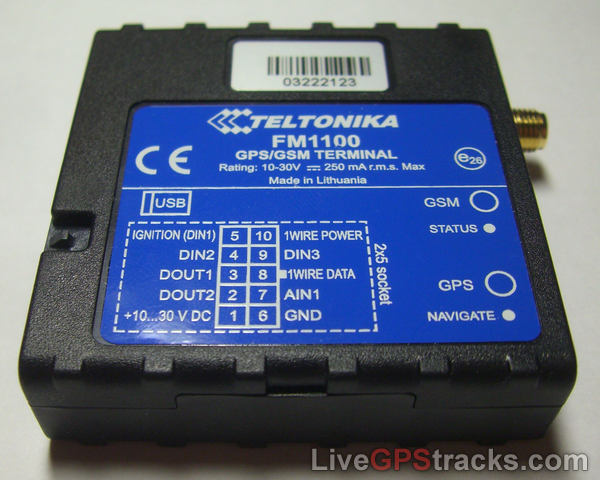 03222123
TELTONIKA
FM1100
GPS/GSM TERMINAL
Rating: 10-30V ⎓ 250 mA r.m.s. Max
Made in Lithuania
CE
e26
USB
GSM
STATUS
GPS
NAVIGATE
IGNITION (DIN1) 5 10 1WIRE POWER
DIN2 4 9 DIN3
DOUT1 3 8 1WIRE DATA
DOUT2 2 7 AIN1
+10...30 V DC 1 6 GND
2x5 socket
LiveGPStracks.com